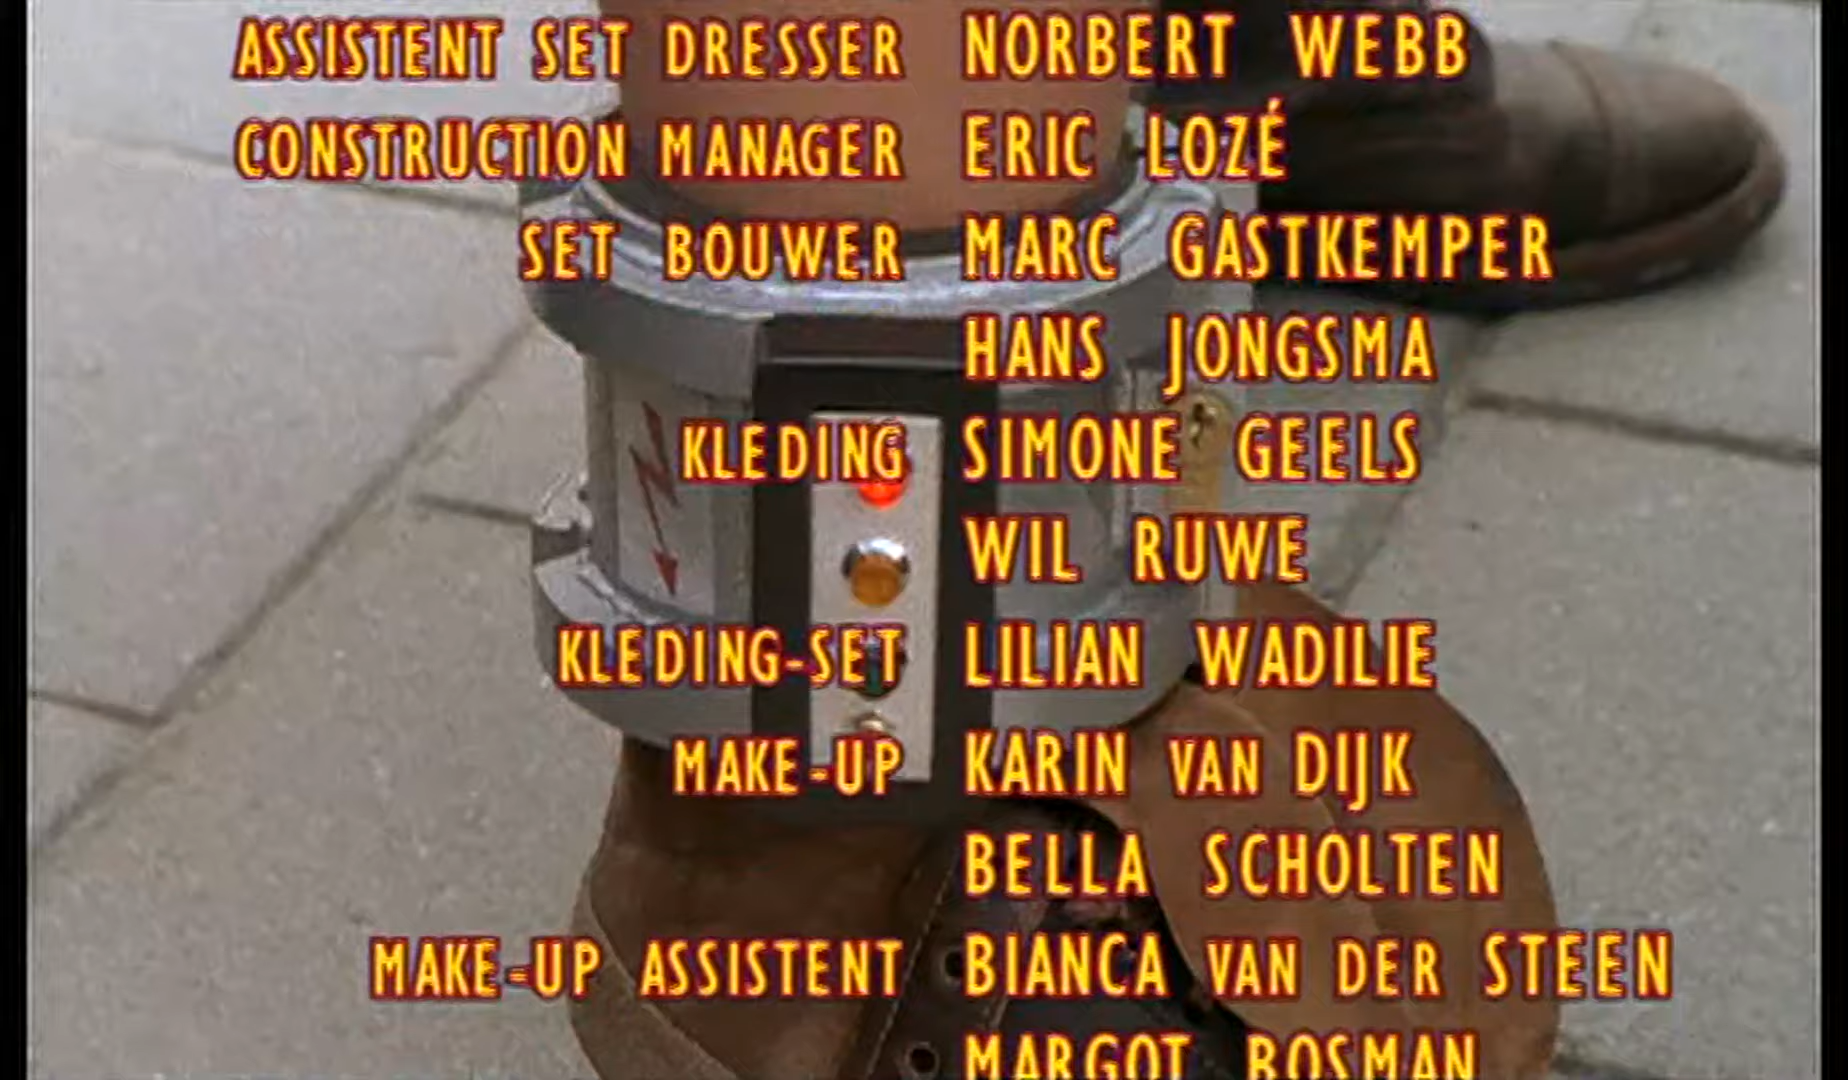 ASSISTENT SET DRESSER NORBERT WEBB
CONSTRUCTION MANAGER ERIC LOZÉ
SET BOUWER MARC GASTKEMPER
HANS JONGSMA
KLEDING SIMONE GEELS
WIL RUWE
KLEDING-SET LILIAN WADILIE
MAKE-UP KARIN VAN DIJK
BELLA SCHOLTEN
MAKE-UP ASSISTENT BIANCA VAN DER STEEN
MARGOT BOSMAN